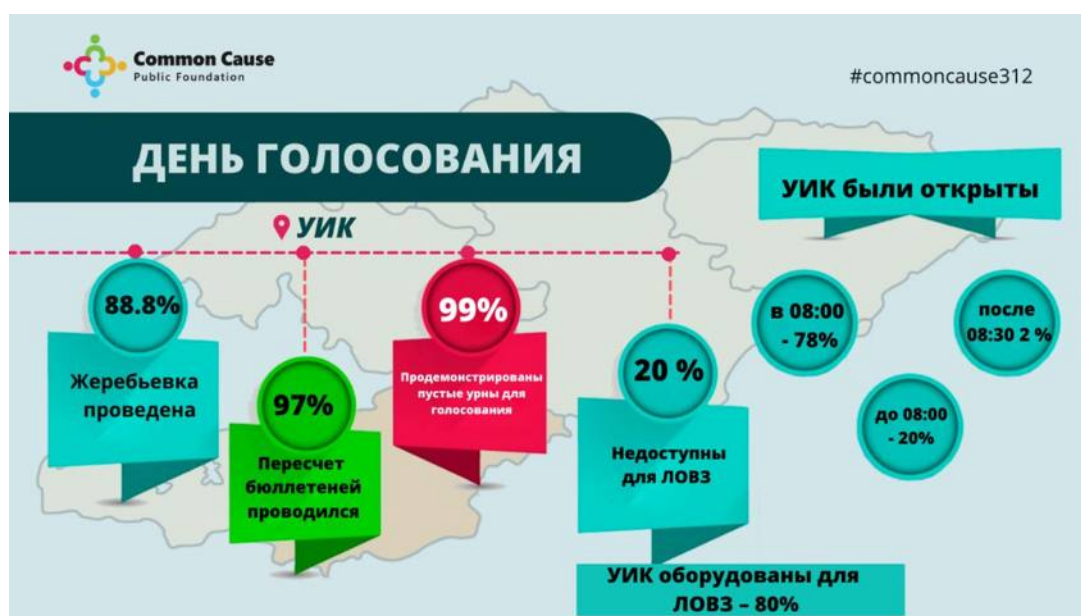 Common Cause
Public Foundation
#commoncause312
ДЕНЬ ГОЛОСОВАНИЯ
УИК были открыты
УИК
88.8%
Жеребьевка
проведена
97%
Пересчет
бюллетеней
проводился
99%
Продемонстрированы
пустые урны для
голосования
20 %
Недоступны
для ЛОВЗ
УИК оборудованы для
ЛОВЗ – 80%
в 08:00
- 78%
после
08:30 2 %
до 08:00
- 20%